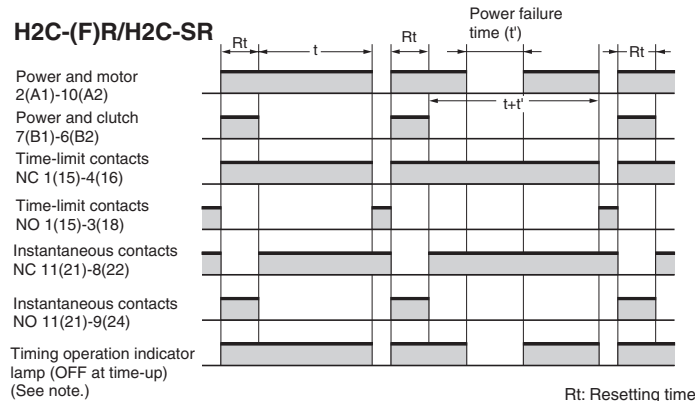 H2C-(F)R/H2C-SR
Power failure
time (t')
Rt
t
Rt
Rt
Power and motor
2(A1)-10(A2)
t+t'
Power and clutch
7(B1)-6(B2)
Time-limit contacts
NC 1(15)-4(16)
Time-limit contacts
NO 1(15)-3(18)
Instantaneous contacts
NC 11(21)-8(22)
Instantaneous contacts
NO 11(21)-9(24)
Timing operation indicator
lamp (OFF at time-up)
(See note.)
Rt: Resetting time